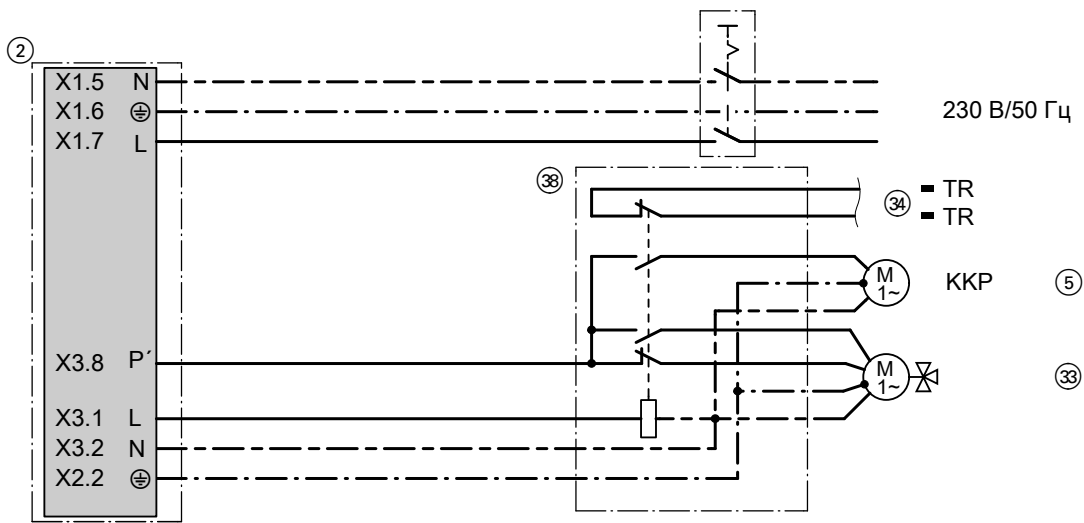 ②
X1.5 N
X1.6
X1.7 L
230 В/50 Гц
㊳
㉞
TR
TR
M
1~
KKP
⑤
X3.8 P´
M
1~
㉝
X3.1 L
X3.2 N
X2.2